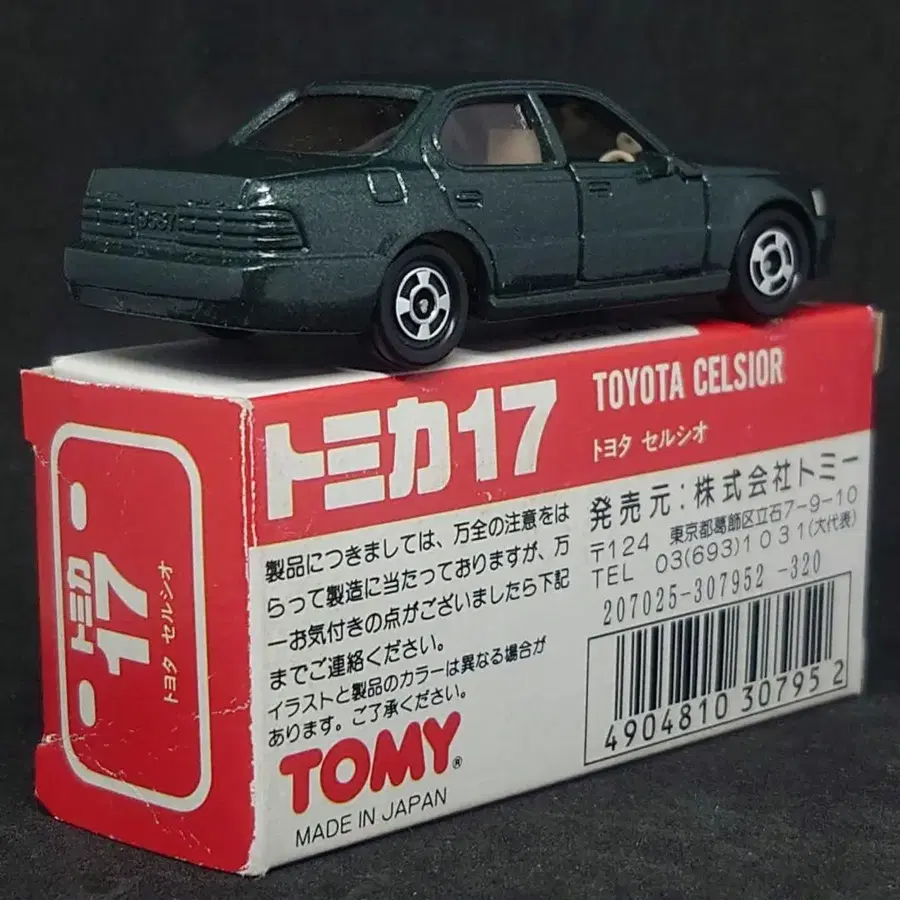 トミカ17
TOYOTA CELSIOR
トヨタ セルシオ
製品につきましては、万全の注意をは
らって製造に当たっておりますが、万
一お気付きの点がございましたら下記
までご連絡ください。
イラストと製品のカラーは異なる場合が
あります。ご了承ください。
TOMY®
MADE IN JAPAN
発売元:株式会社トミー
〒124 東京都葛飾区立石7-9-10
TEL 03(693)1031(大代表)
207025-307952 -320
4904810 307952
トミカ
17
トヨタ セルシオ